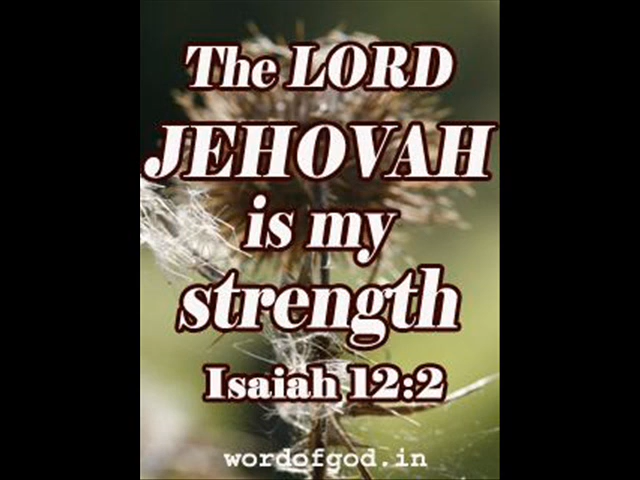 The LORD
JEHOVAH
is my
strength
Isaiah 12:2
wordofgod.in